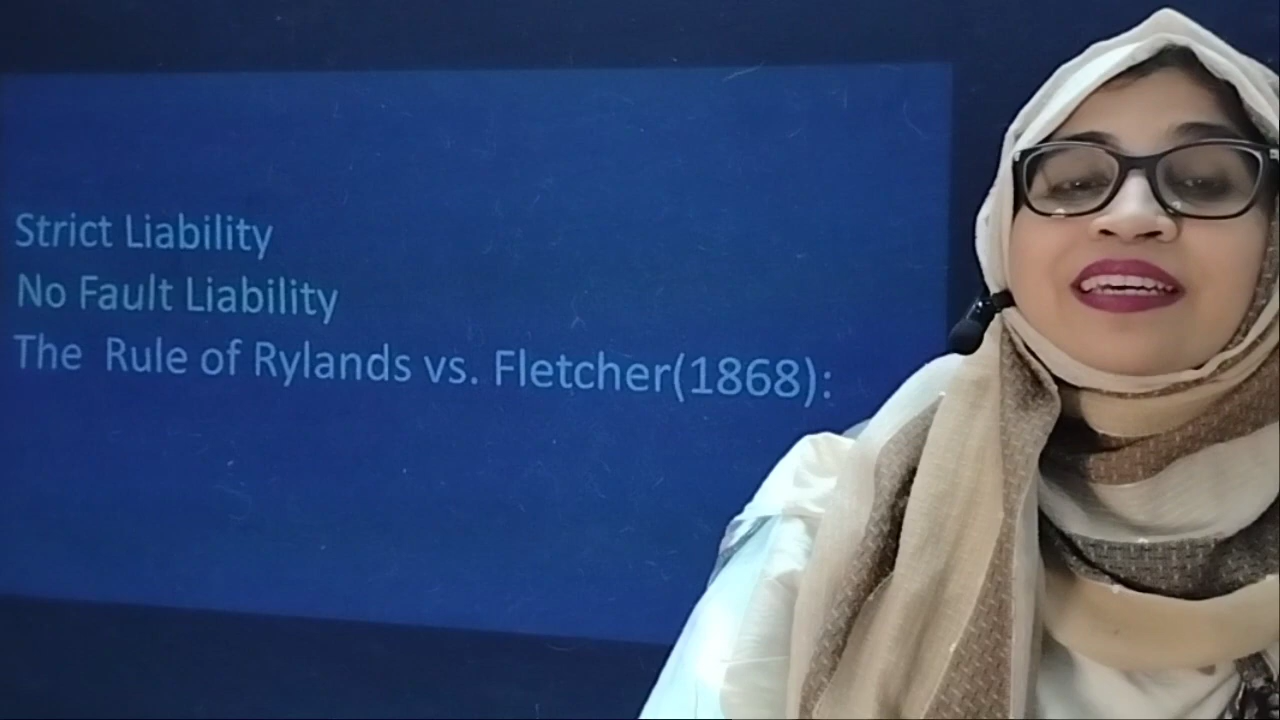 Strict Liability
No Fault Liability
The Rule of Rylands vs. Fletcher(1868):